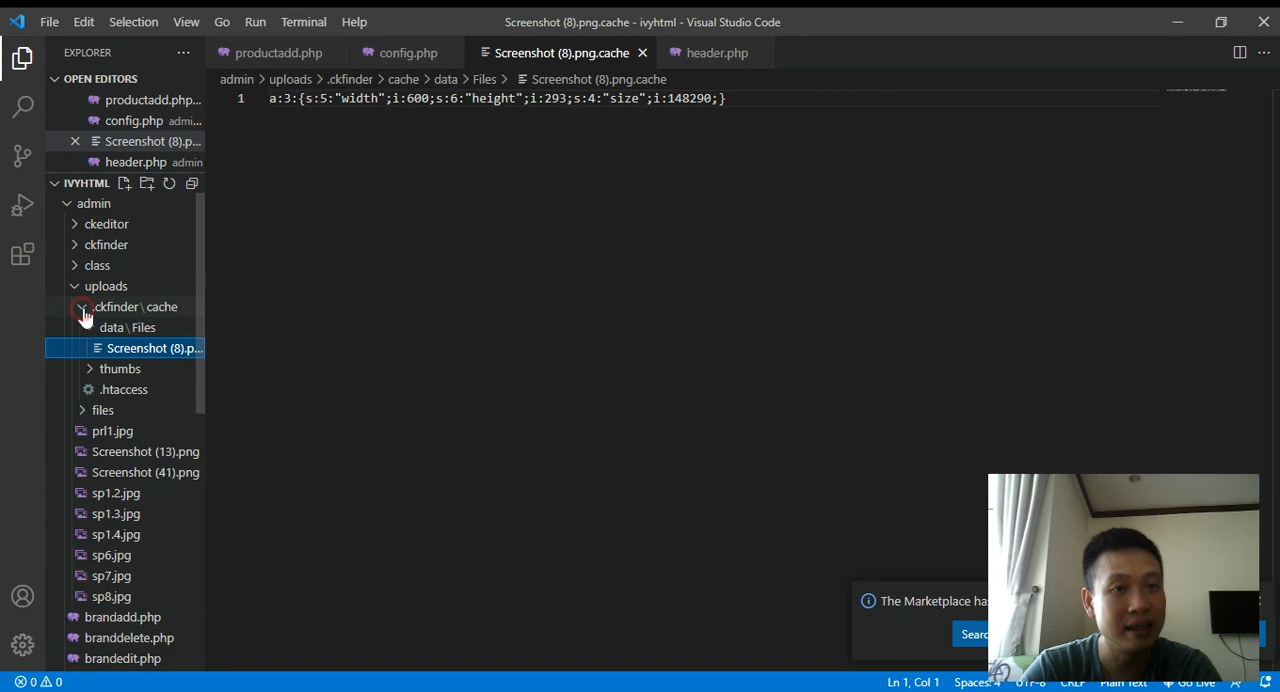 File Edit Selection View Go Run Terminal Help Screenshot (8).png.cache - ivyhtml - Visual Studio Code
EXPLORER ··· productadd.php config.php Screenshot (8).png.cache header.php
OPEN EDITORS
admin > uploads > .ckfinder > cache > data > Files > Screenshot (8).png.cache
1 a:3:{s:5:"width";i:600;s:6:"height";i:293;s:4:"size";i:148290;}
productadd.php...
config.php admi...
Screenshot (8).p...
header.php admin
IVYHTML
admin
ckeditor
ckfinder
class
uploads
.ckfinder \ cache
data \ Files
Screenshot (8).p...
thumbs
.htaccess
files
prl1.jpg
Screenshot (13).png
Screenshot (41).png
sp1.2.jpg
sp1.3.jpg
sp1.4.jpg
sp6.jpg
sp7.jpg
sp8.jpg
brandadd.php
branddelete.php
brandedit.php
The Marketplace ha
Searc
0 0 Ln 1, Col 1 Spaces: 4 UTF-8 CRLF Plain Text Go Live